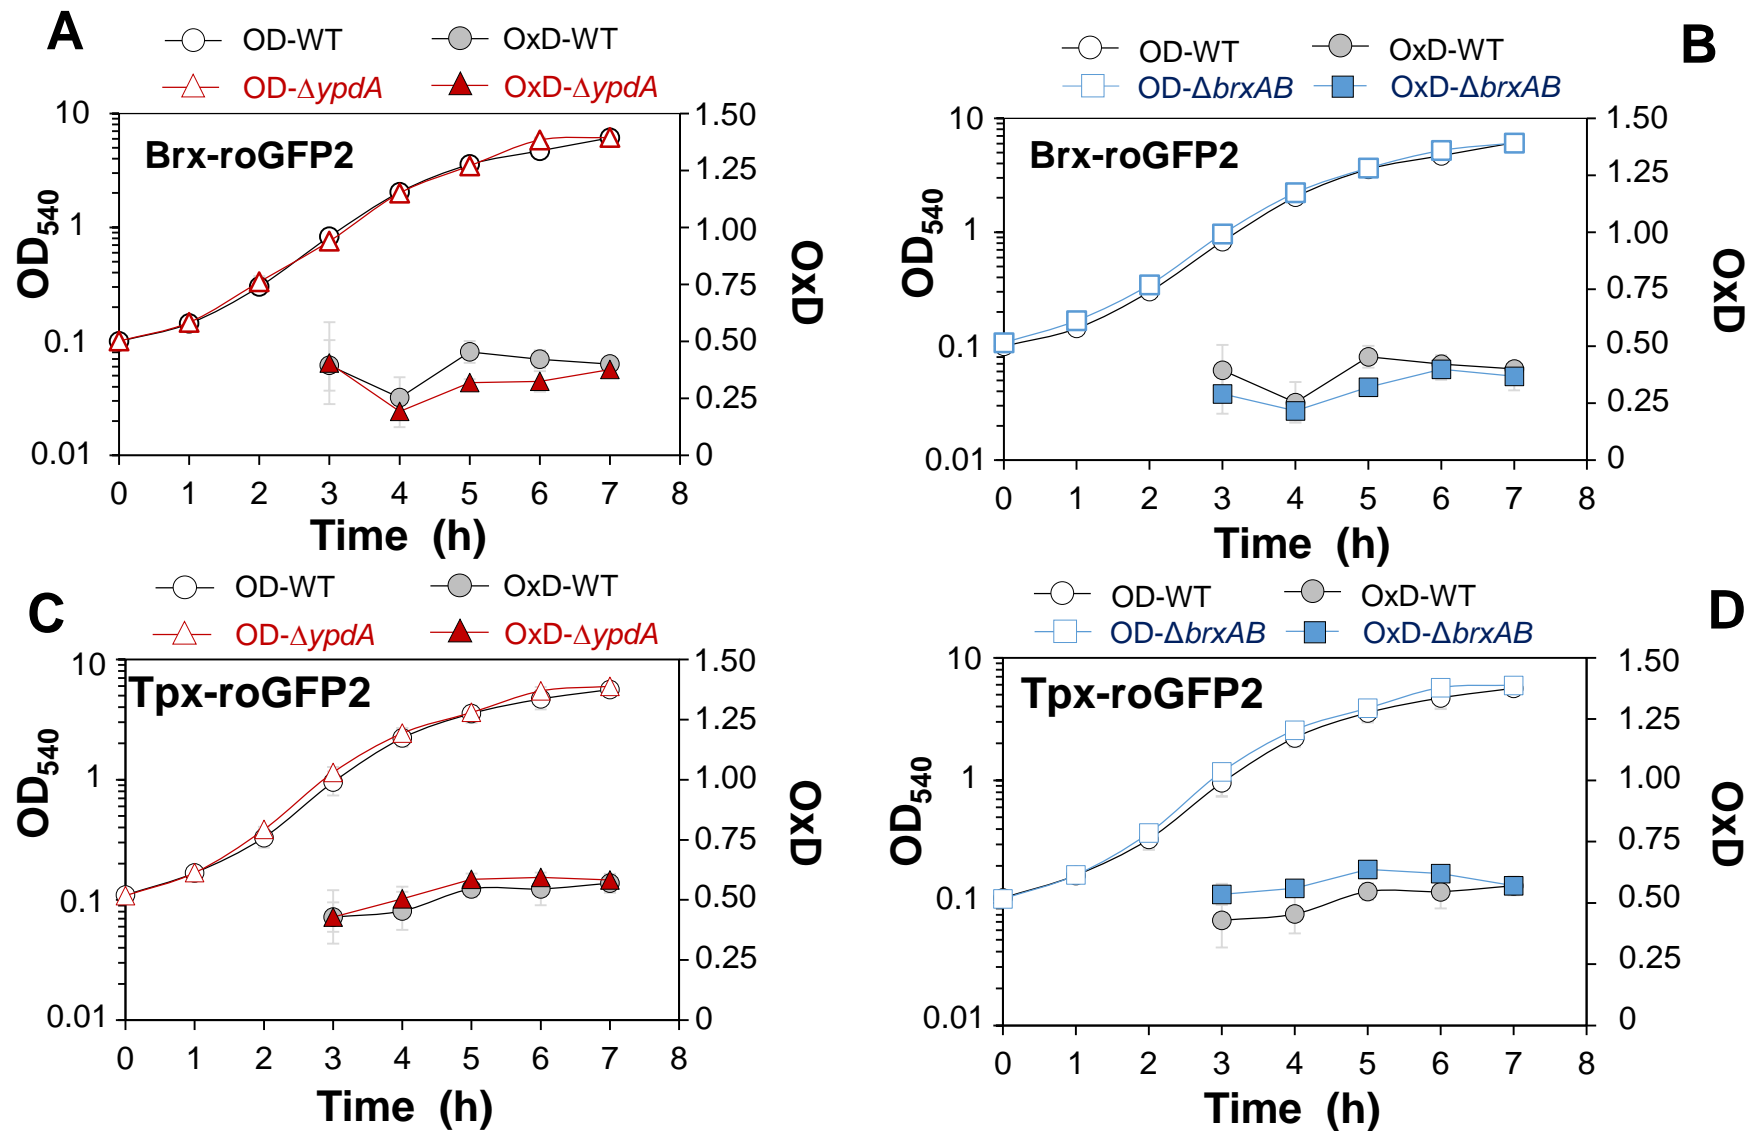 A
OD-WT
OxD-WT
OD-ΔypdA
OxD-ΔypdA
10
1
0.1
0.01
OD540
Brx-roGFP2
1.50
1.25
1.00
0.75
0.50
0.25
0
OxD
0 1 2 3 4 5 6 7 8
Time (h)
B
OD-WT
OxD-WT
OD-ΔbrxAB
OxD-ΔbrxAB
10
1
0.1
0.01
OD540
Brx-roGFP2
1.50
1.25
1.00
0.75
0.50
0.25
0
OxD
0 1 2 3 4 5 6 7 8
Time (h)
C
OD-WT
OxD-WT
OD-ΔypdA
OxD-ΔypdA
10
1
0.1
0.01
OD540
Tpx-roGFP2
1.50
1.25
1.00
0.75
0.50
0.25
0
OxD
0 1 2 3 4 5 6 7 8
Time (h)
D
OD-WT
OxD-WT
OD-ΔbrxAB
OxD-ΔbrxAB
10
1
0.1
0.01
OD540
Tpx-roGFP2
1.50
1.25
1.00
0.75
0.50
0.25
0
OxD
0 1 2 3 4 5 6 7 8
Time (h)